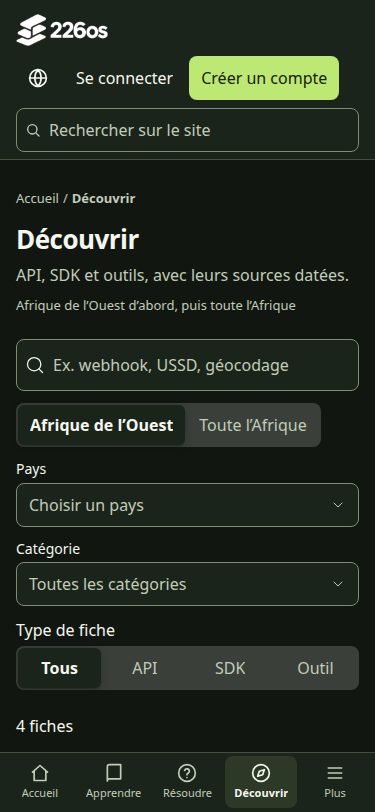 226os
Se connecter
Créer un compte
Rechercher sur le site
Accueil / Découvrir
Découvrir
API, SDK et outils, avec leurs sources datées.
Afrique de l’Ouest d’abord, puis toute l’Afrique
Ex. webhook, USSD, géocodage
Afrique de l’Ouest
Toute l’Afrique
Pays
Choisir un pays
Catégorie
Toutes les catégories
Type de fiche
Tous
API
SDK
Outil
4 fiches
Accueil
Apprendre
Résoudre
Découvrir
Plus